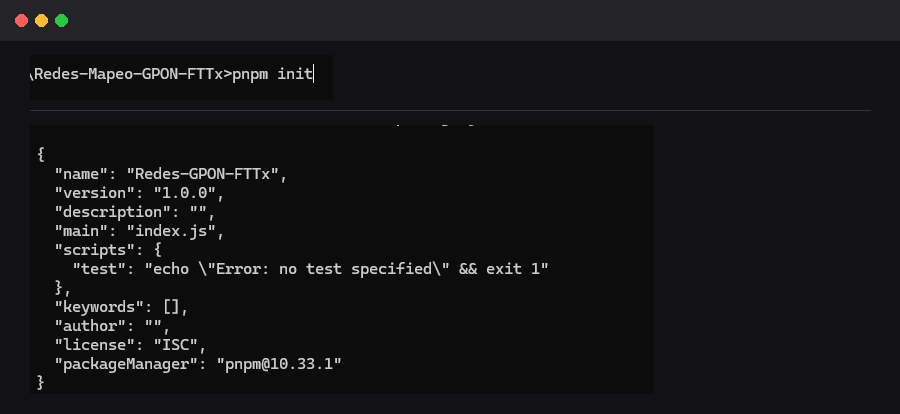 \Redes-Mapeo-GPON-FTTx>pnpm init
{
  "name": "Redes-GPON-FTTx",
  "version": "1.0.0",
  "description": "",
  "main": "index.js",
  "scripts": {
    "test": "echo \"Error: no test specified\" && exit 1"
  },
  "keywords": [],
  "author": "",
  "license": "ISC",
  "packageManager": "pnpm@10.33.1"
}